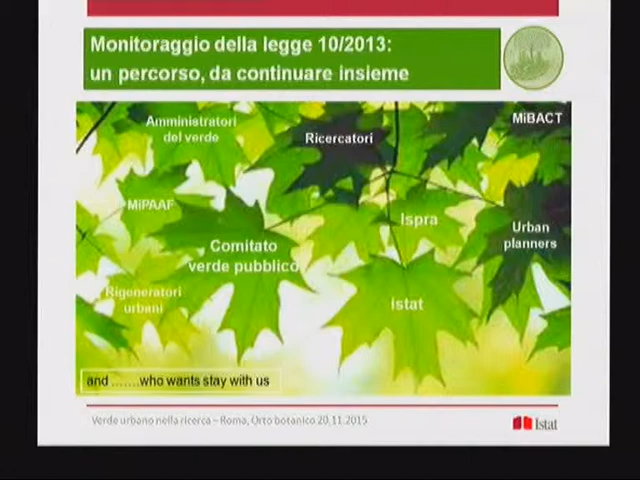 Monitoraggio della legge 10/2013:
un percorso, da continuare insieme
Amministratori
del verde
Ricercatori
MiBACT
MiPAAF
Ispra
Urban
planners
Comitato
verde pubblico
Rigeneratori
urbani
Istat
and .......who wants stay with us
Verde urbano nella ricerca – Roma, Orto botanico 20.11.2015
Istat